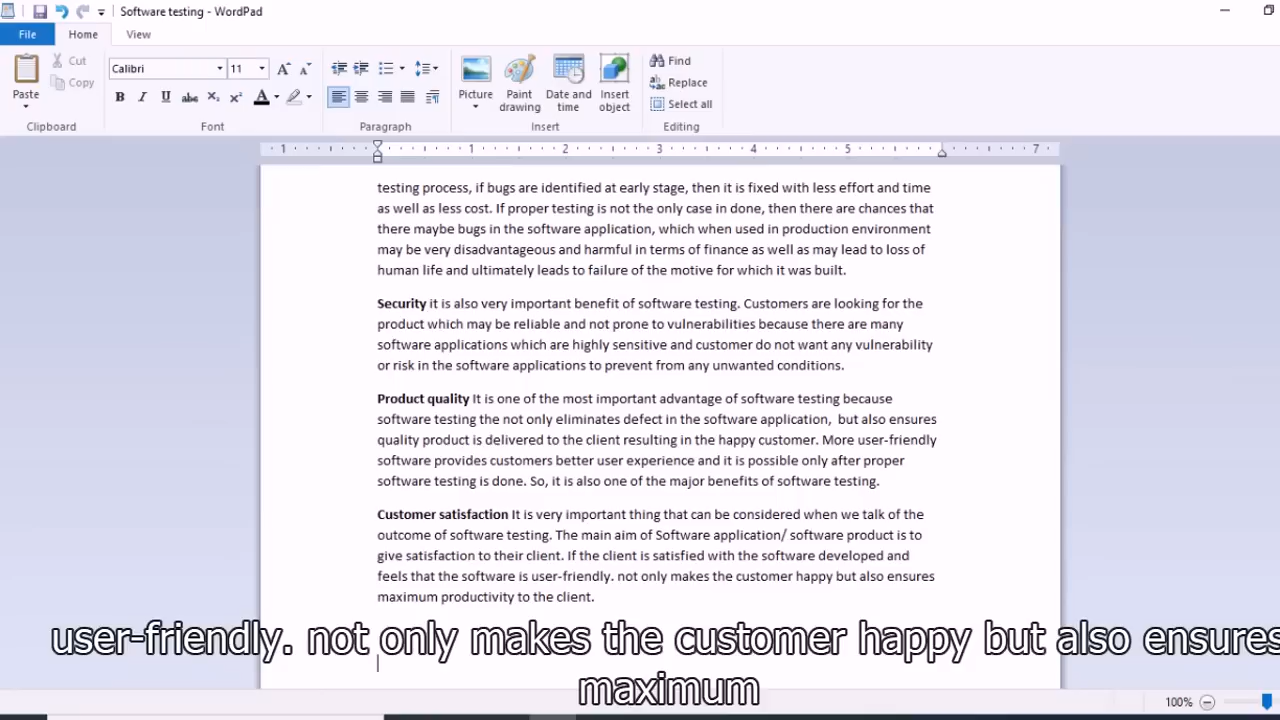 Software testing - WordPad
File Home View
Paste
Cut
Copy
Clipboard
Calibri 11
Font
Paragraph
Picture
Paint drawing
Date and time
Insert object
Insert
Find
Replace
Select all
Editing
1 1 2 3 4 5 7
testing process, if bugs are identified at early stage, then it is fixed with less effort and time
as well as less cost. If proper testing is not the only case in done, then there are chances that
there maybe bugs in the software application, which when used in production environment
may be very disadvantageous and harmful in terms of finance as well as may lead to loss of
human life and ultimately leads to failure of the motive for which it was built.
Security it is also very important benefit of software testing. Customers are looking for the
product which may be reliable and not prone to vulnerabilities because there are many
software applications which are highly sensitive and customer do not want any vulnerability
or risk in the software applications to prevent from any unwanted conditions.
Product quality It is one of the most important advantage of software testing because
software testing the not only eliminates defect in the software application,  but also ensures
quality product is delivered to the client resulting in the happy customer. More user-friendly
software provides customers better user experience and it is possible only after proper
software testing is done. So, it is also one of the major benefits of software testing.
Customer satisfaction It is very important thing that can be considered when we talk of the
outcome of software testing. The main aim of Software application/ software product is to
give satisfaction to their client. If the client is satisfied with the software developed and
feels that the software is user-friendly. not only makes the customer happy but also ensures
maximum productivity to the client.
user-friendly. not only makes the customer happy but also ensures
maximum
100%